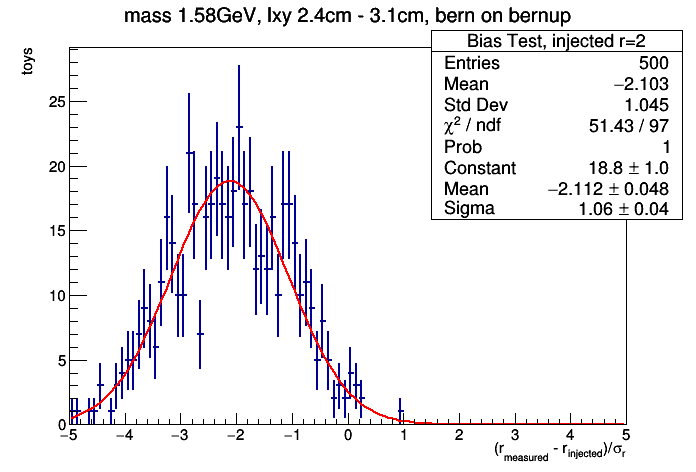 mass 1.58GeV, lxy 2.4cm - 3.1cm, bern on bernup
toys
Bias Test, injected r=2
Entries 500
Mean −2.103
Std Dev 1.045
χ² / ndf 51.43 / 97
Prob 1
Constant 18.8 ± 1.0
Mean −2.112 ± 0.048
Sigma 1.06 ± 0.04
25
20
15
10
5
0
−5 −4 −3 −2 −1 0 1 2 3 4 5
(r_measured - r_injected)/σ_r